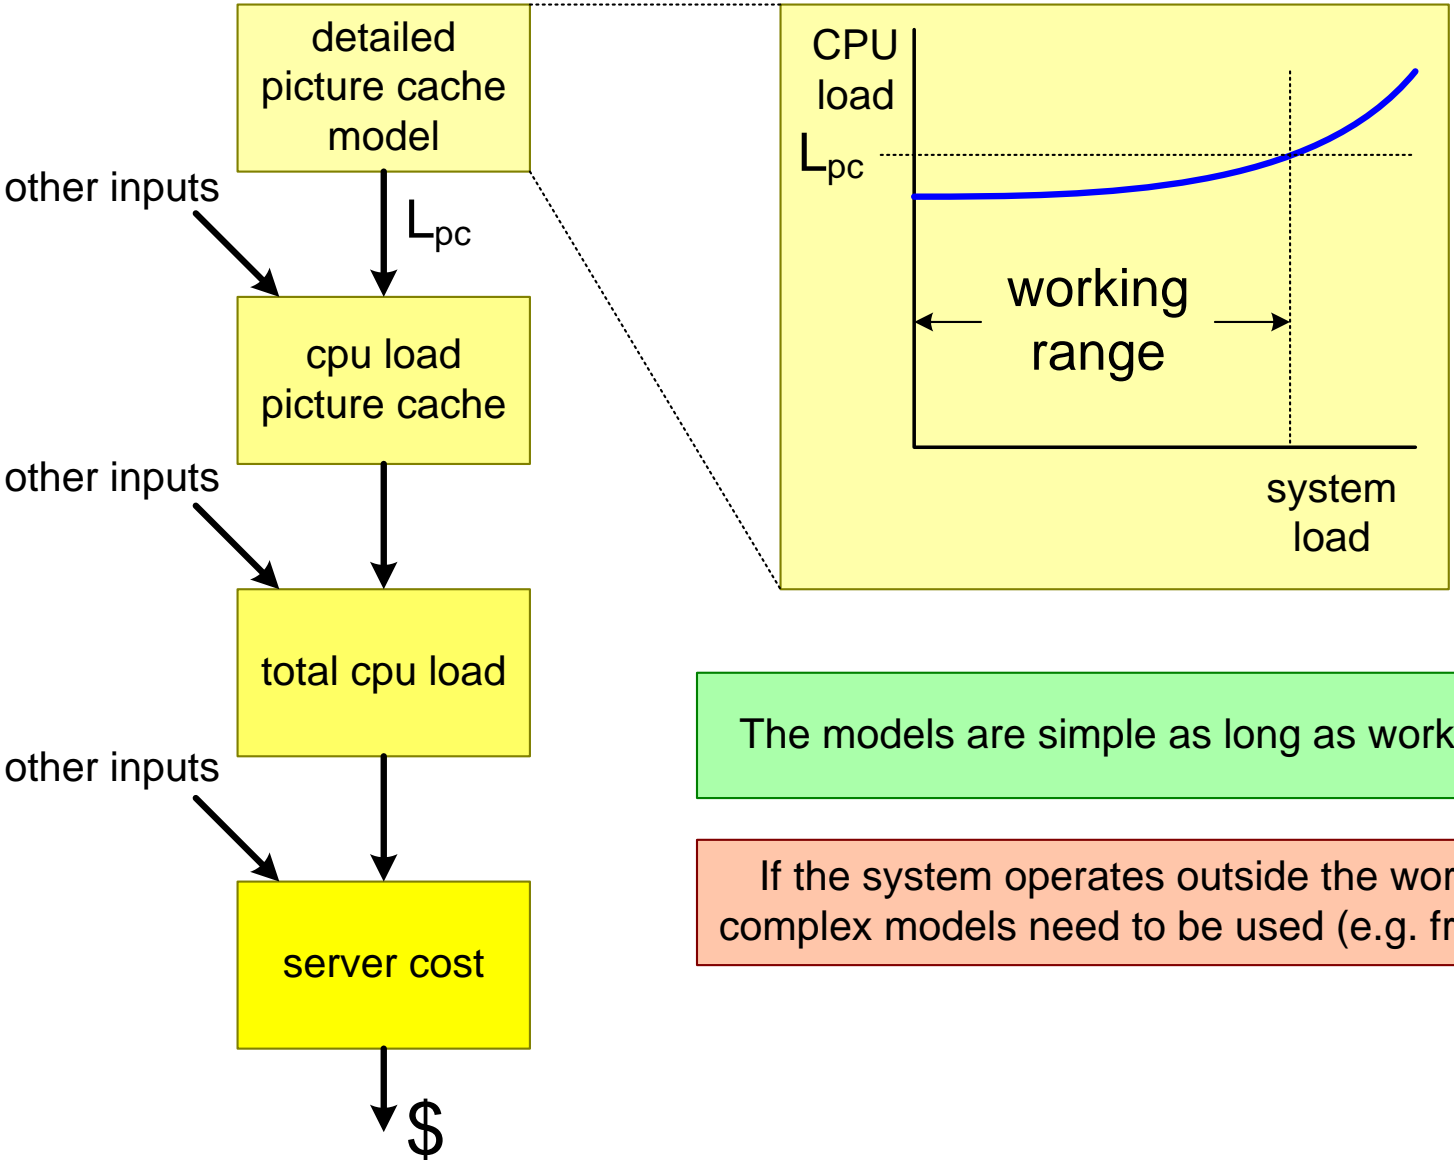 detailed
picture cache
model
other inputs
Lpc
cpu load
picture cache
other inputs
total cpu load
other inputs
server cost
$
CPU
load
Lpc
working
range
system
load
The models are simple as long as work
If the system operates outside the wor
complex models need to be used (e.g. fr